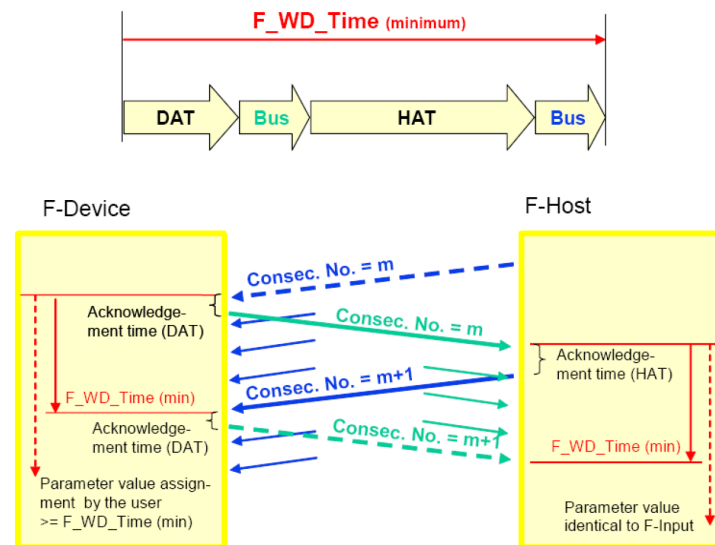 F_WD_Time (minimum)
DAT
Bus
HAT
Bus
F-Device
F-Host
Consec. No. = m
Acknowledge-
ment time (DAT)
Consec. No. = m
Acknowledge-
ment time (HAT)
Consec. No. = m+1
F_WD_Time (min)
Acknowledge-
ment time (DAT)
Consec. No. = m+1
F_WD_Time (min)
Parameter value assign-
ment by the user
>= F_WD_Time (min)
Parameter value
identical to F-Input